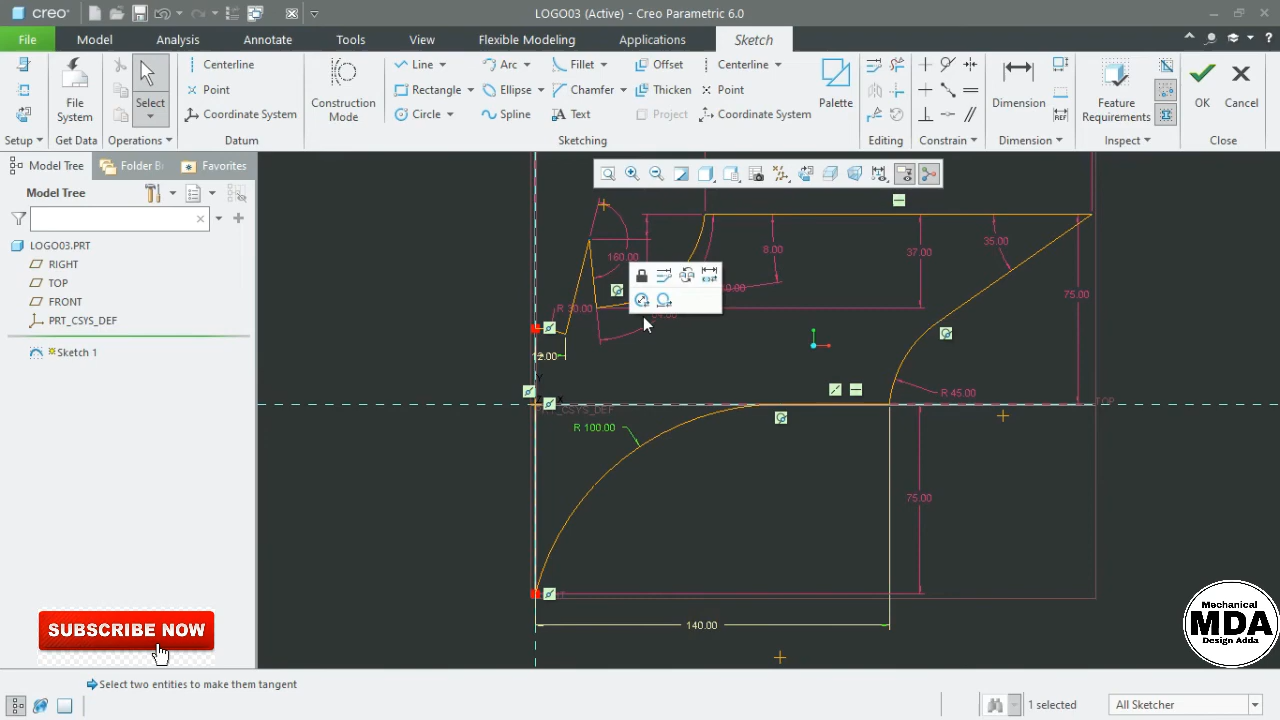 creo
LOGO03 (Active) - Creo Parametric 6.0
File
Model
Analysis
Annotate
Tools
View
Flexible Modeling
Applications
Sketch
File
System
Select
Centerline
Point
Coordinate System
Construction
Mode
Line
Rectangle
Circle
Arc
Ellipse
Spline
Fillet
Chamfer
Text
Offset
Thicken
Project
Centerline
Point
Coordinate System
Palette
Dimension
REF
Feature
Requirements
OK
Cancel
Setup
Get Data
Operations
Datum
Sketching
Editing
Constrain
Dimension
Inspect
Close
Model Tree
Favorites
Model Tree
LOGO03.PRT
RIGHT
TOP
FRONT
PRT_CSYS_DEF
Sketch 1
160.00
8.00
37.00
35.00
75.00
R 30.00
12.00
Y
X
PRT_CSYS_DEF
TOP
R 45.00
R 100.00
75.00
140.00
SUBSCRIBE NOW
Mechanical
MDA
Design Adda
Select two entities to make them tangent
1 selected
All Sketcher